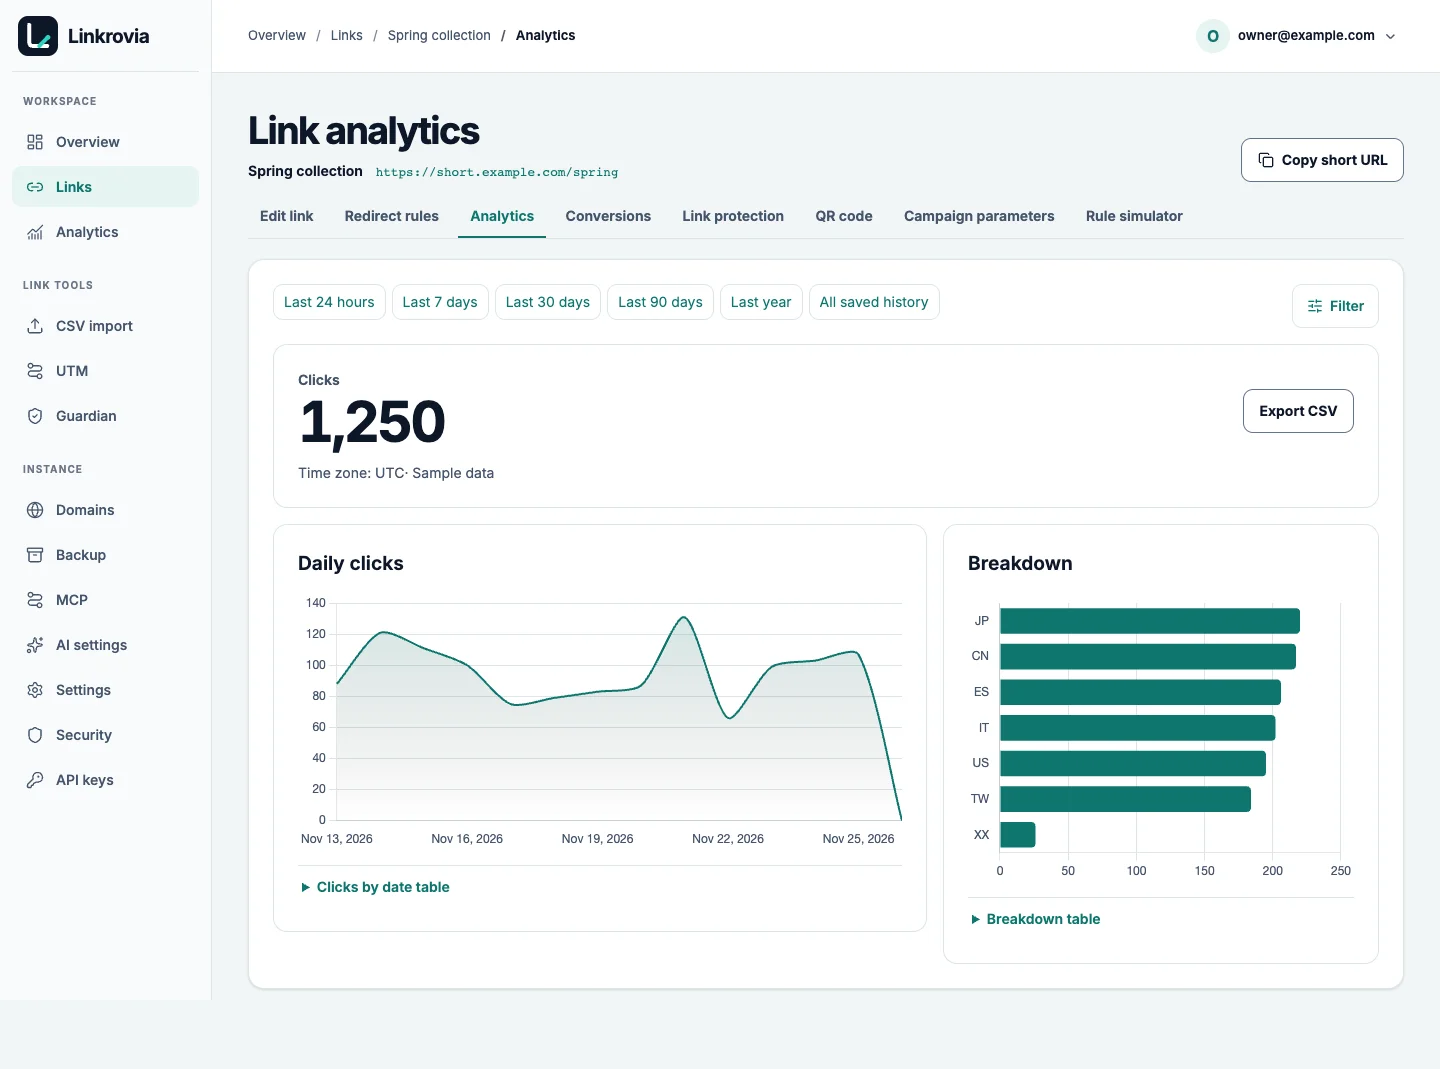 Linkrovia
Overview / Links / Spring collection / Analytics
O owner@example.com
WORKSPACE
Overview
Links
Analytics
LINK TOOLS
CSV import
UTM
Guardian
INSTANCE
Domains
Backup
MCP
AI settings
Settings
Security
API keys
Link analytics
Spring collection https://short.example.com/spring
Copy short URL
Edit link Redirect rules Analytics Conversions Link protection QR code Campaign parameters Rule simulator
Last 24 hours Last 7 days Last 30 days Last 90 days Last year All saved history
Filter
Clicks
1,250
Time zone: UTC· Sample data
Export CSV
Daily clicks
140
120
100
80
60
40
20
0
Nov 13, 2026 Nov 16, 2026 Nov 19, 2026 Nov 22, 2026 Nov 25, 2026
Clicks by date table
Breakdown
JP
CN
ES
IT
US
TW
XX
0 50 100 150 200 250
Breakdown table